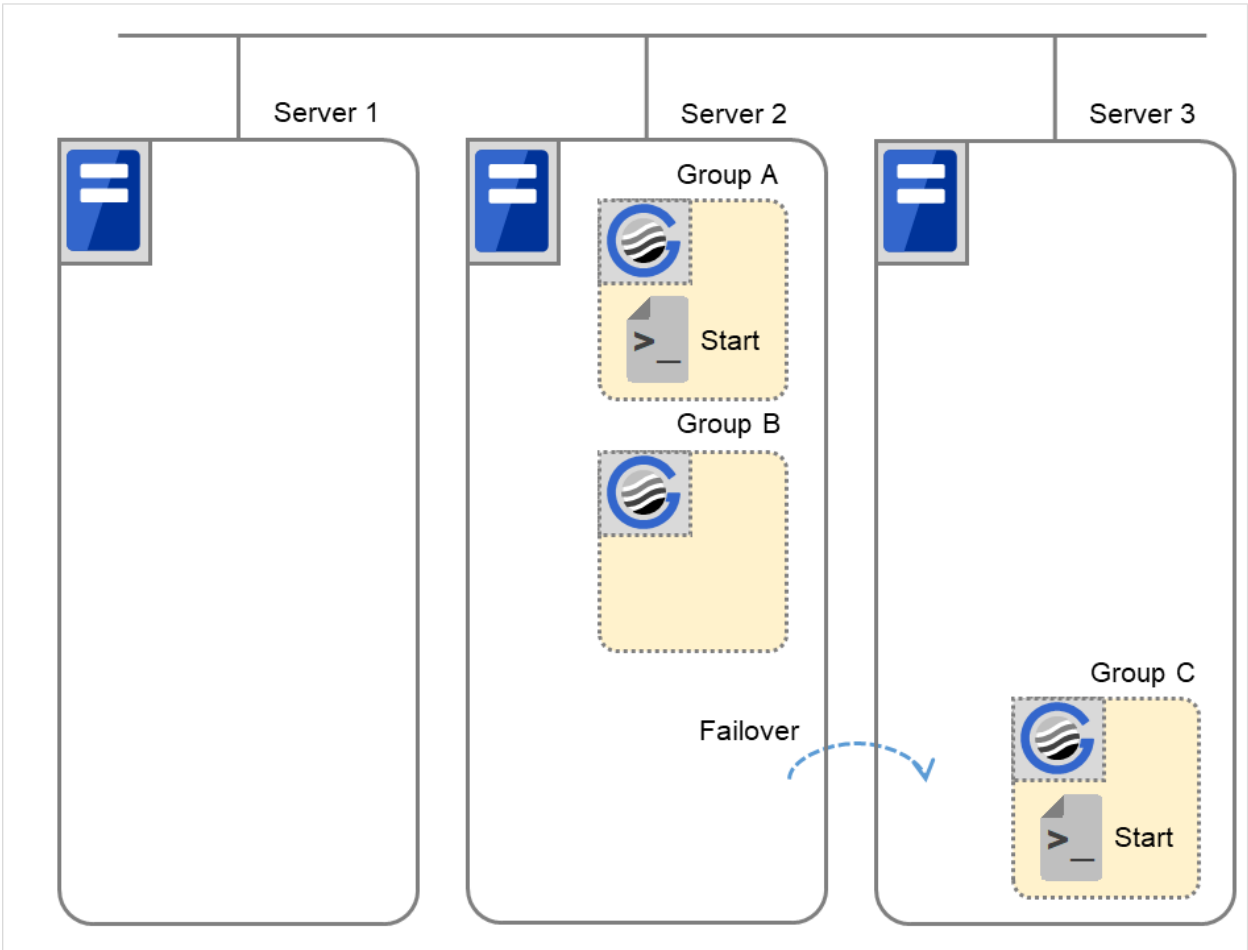 Server 1
Server 2
Server 3
Group A
>_ Start
Group B
Group C
Failover
>_ Start